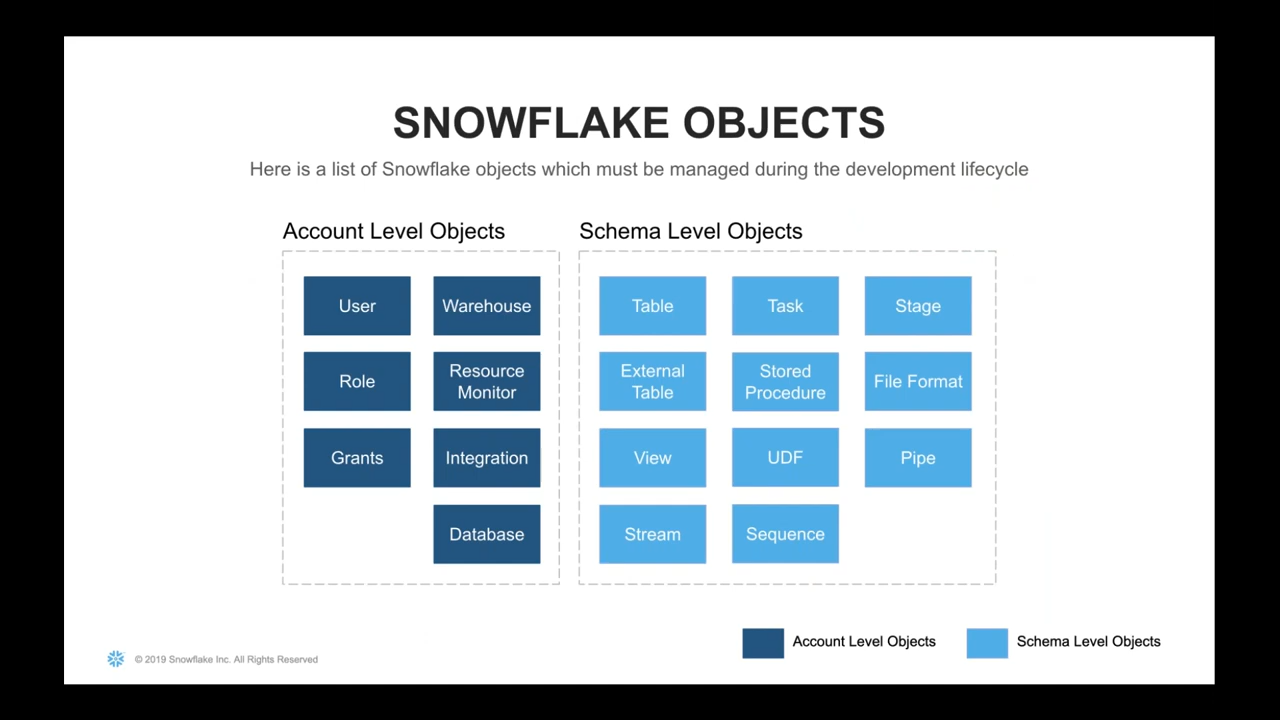 SNOWFLAKE OBJECTS
Here is a list of Snowflake objects which must be managed during the development lifecycle
Account Level Objects
User
Warehouse
Role
Resource
Monitor
Grants
Integration
Database
Schema Level Objects
Table
Task
Stage
External
Table
Stored
Procedure
File Format
View
UDF
Pipe
Stream
Sequence
Account Level Objects
Schema Level Objects
© 2019 Snowflake Inc. All Rights Reserved